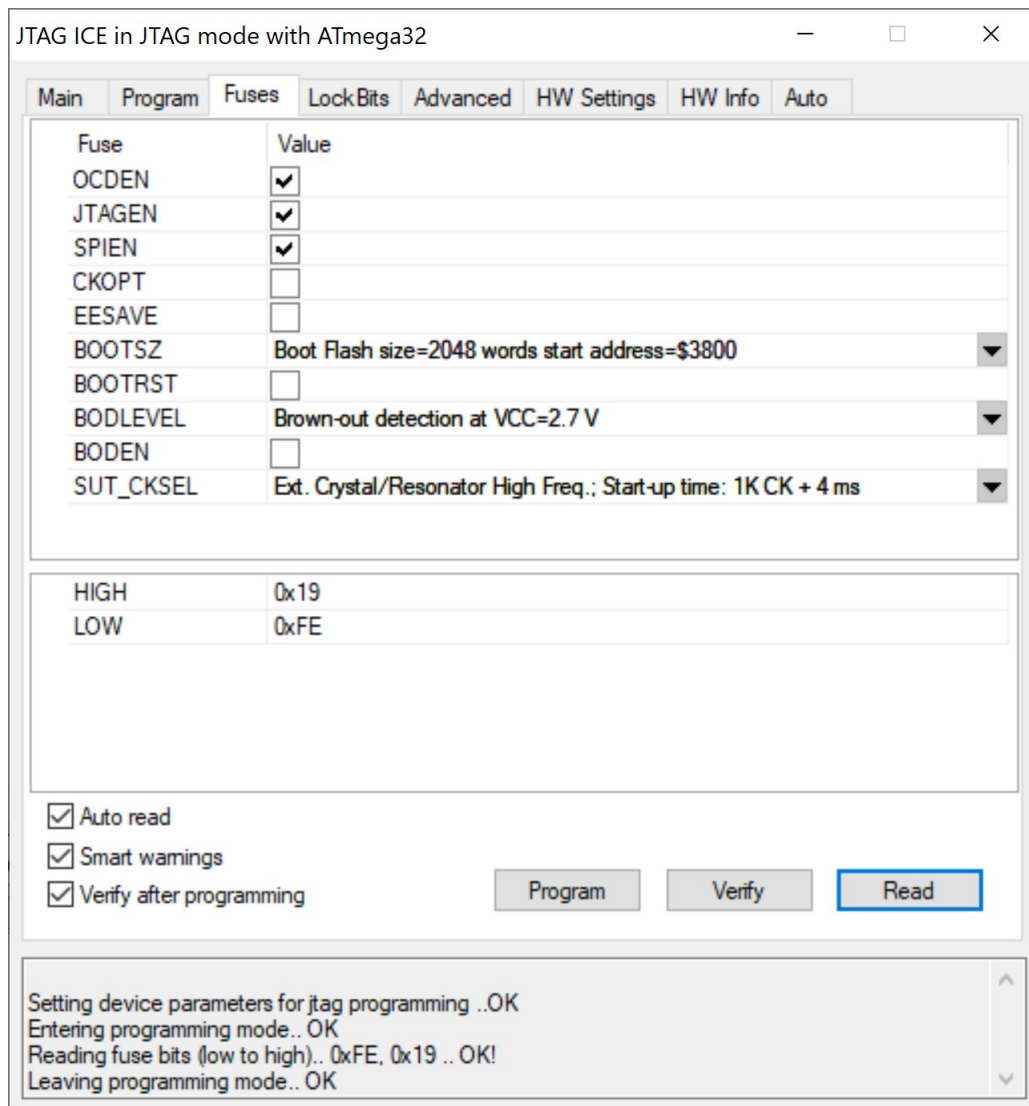 JTAG ICE in JTAG mode with ATmega32
Main Program Fuses LockBits Advanced HW Settings HW Info Auto
Fuse Value
OCDEN
JTAGEN
SPIEN
CKOPT
EESAVE
BOOTSZ Boot Flash size=2048 words start address=$3800
BOOTRST
BODLEVEL Brown-out detection at VCC=2.7 V
BODEN
SUT_CKSEL Ext. Crystal/Resonator High Freq.; Start-up time: 1K CK + 4 ms
HIGH 0x19
LOW 0xFE
Auto read
Smart warnings
Verify after programming
Program Verify Read
Setting device parameters for jtag programming ..OK
Entering programming mode.. OK
Reading fuse bits (low to high).. 0xFE, 0x19 .. OK!
Leaving programming mode.. OK